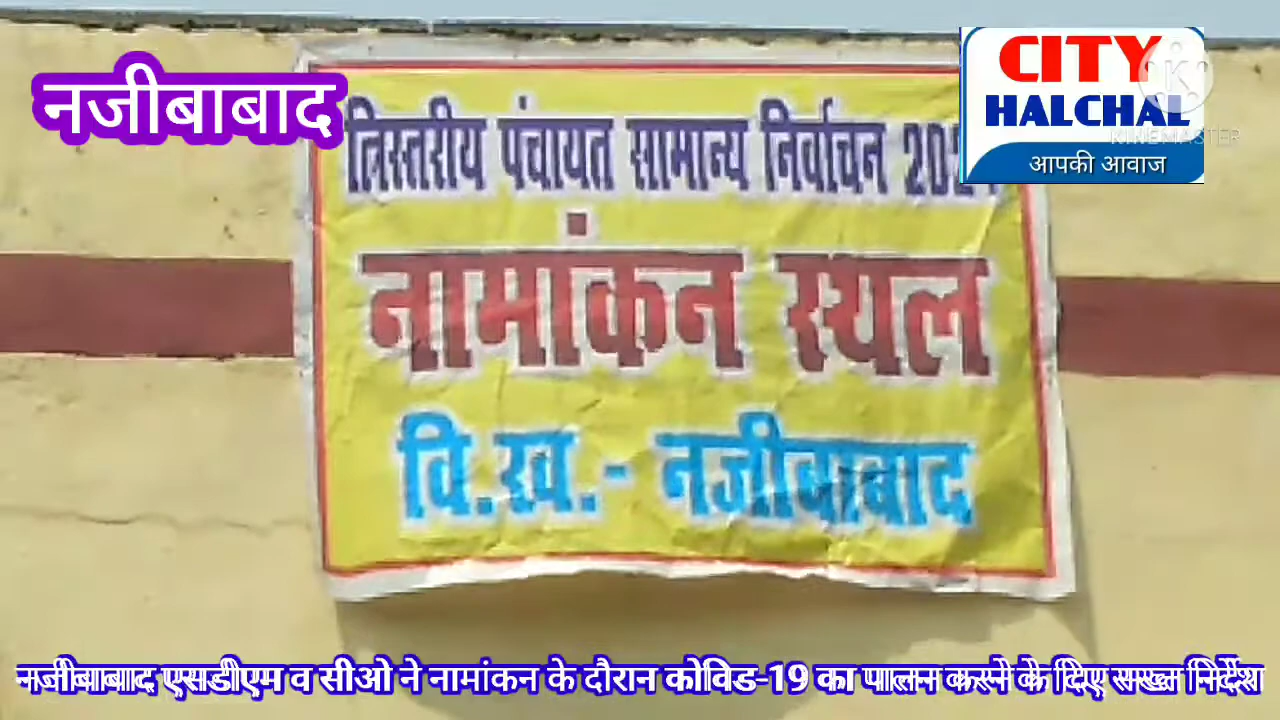 नजीबाबाद
CITY
HALCHAL
आपकी आवाज
KINEMASTER
त्रिस्तरीय पंचायत सामान्य निर्वाचन
नामांकन स्थल
वि.ख.- नजीबाबाद
नजीबाबाद एसडीएम व सीओ ने नामांकन के दौरान कोविड-19 का पालन करने के दिए सख्त निर्देश